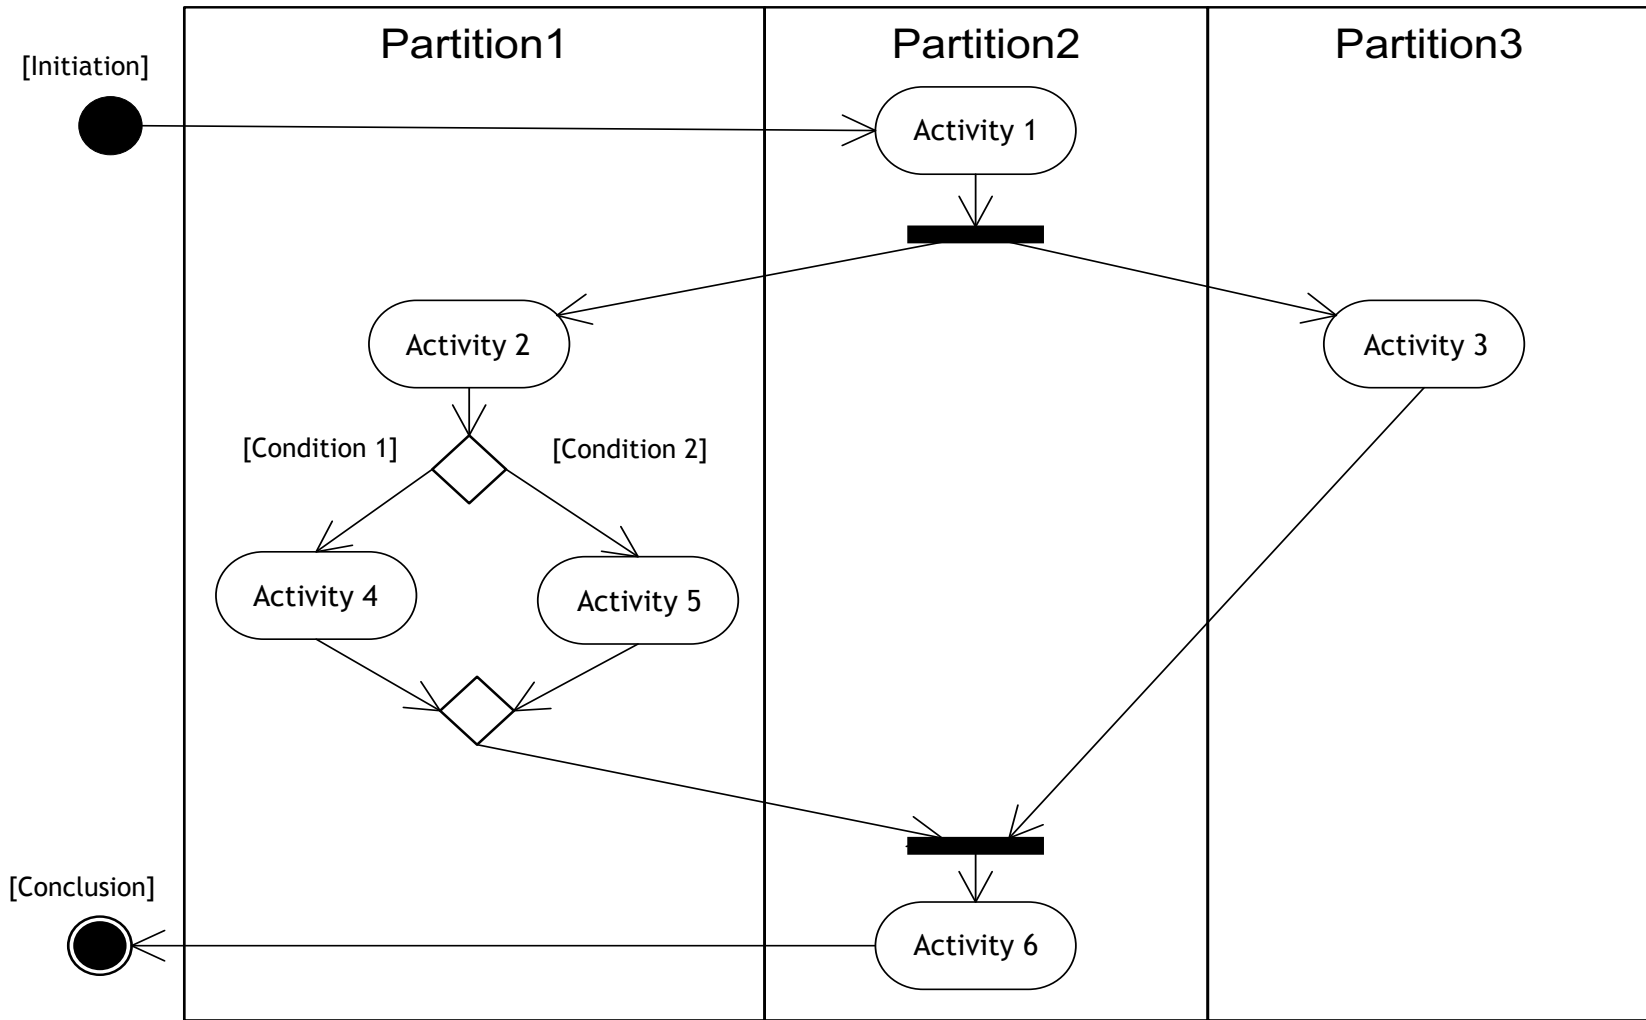 Partition1
Partition2
Partition3
[Initiation]
Activity 1
Activity 2
Activity 3
[Condition 1]
[Condition 2]
Activity 4
Activity 5
[Conclusion]
Activity 6